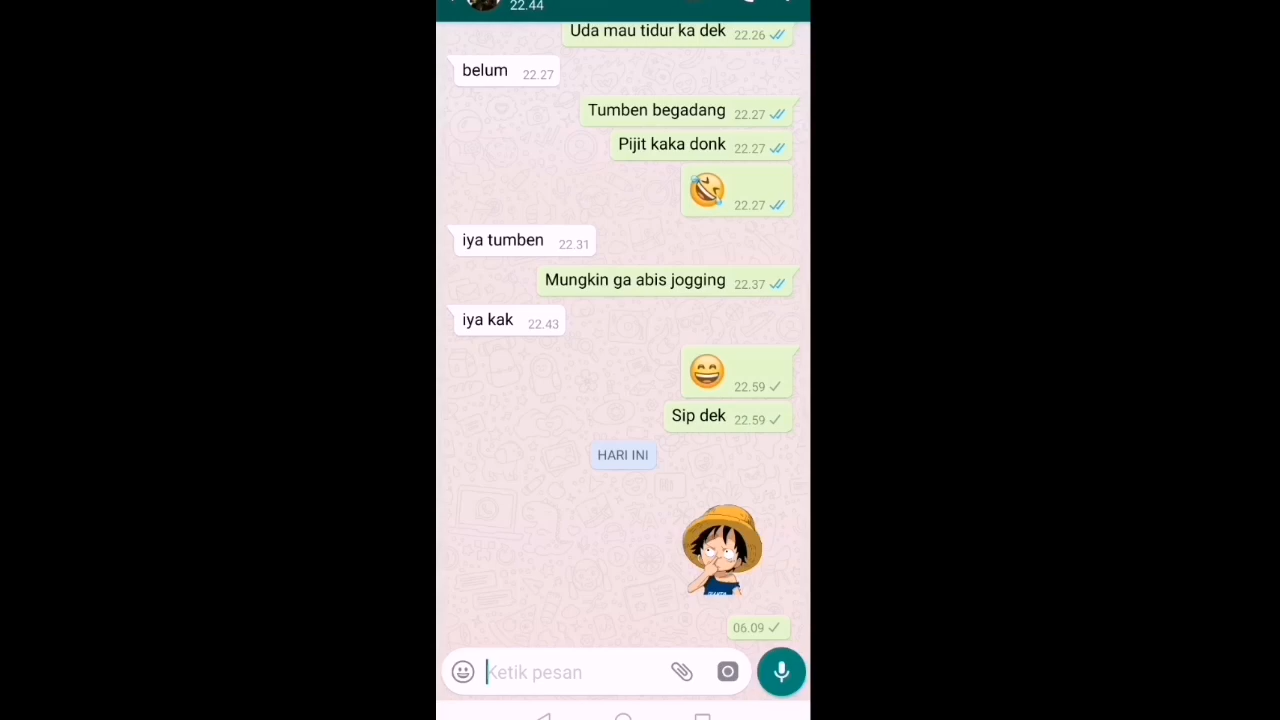 22.44
Uda mau tidur ka dek 22.26
belum 22.27
Tumben begadang 22.27
Pijit kaka donk 22.27
22.27
iya tumben 22.31
Mungkin ga abis jogging 22.37
iya kak 22.43
22.59
Sip dek 22.59
HARI INI
06.09
Ketik pesan